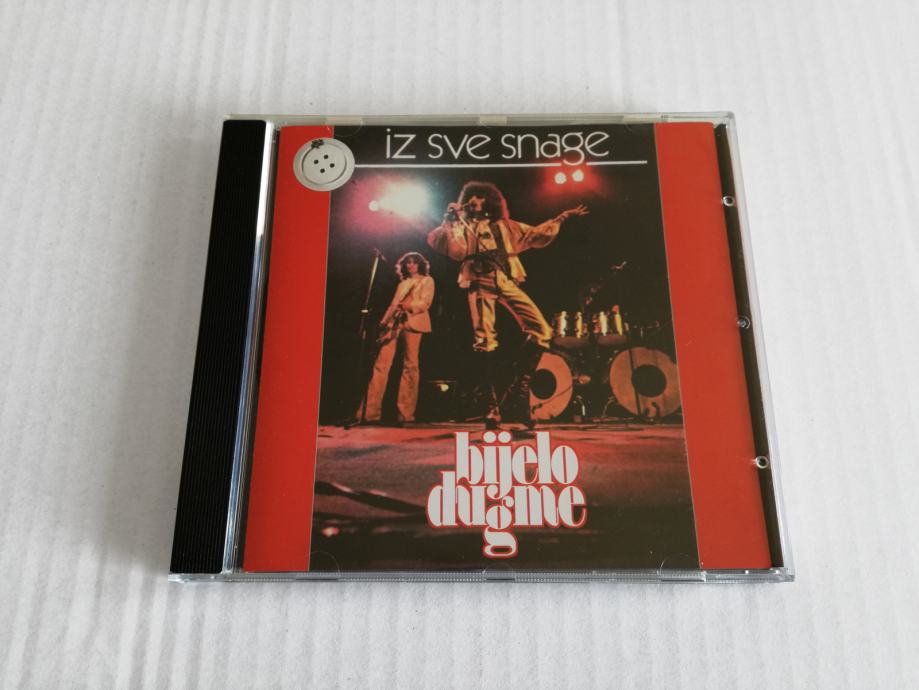 iz sve snage
bijelo
dugme